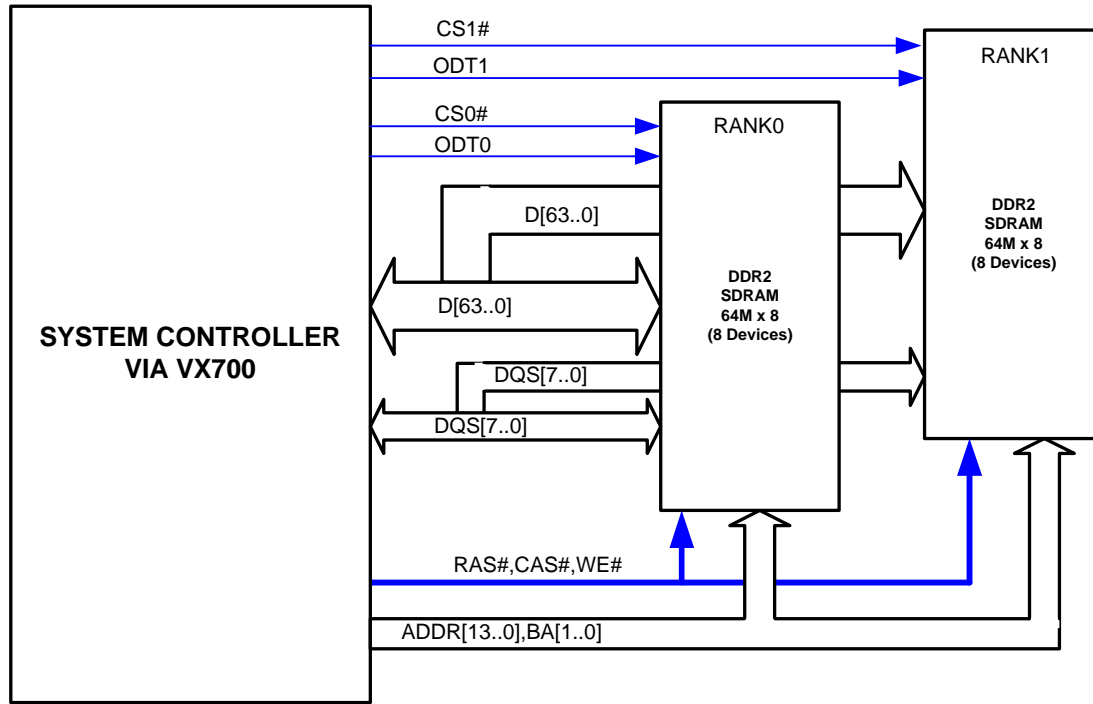 CS1#
ODT1
CS0#
ODT0
RANK1
RANK0
D[63..0]
DDR2
SDRAM
64M x 8
(8 Devices)
DDR2
SDRAM
64M x 8
(8 Devices)
D[63..0]
SYSTEM CONTROLLER
VIA VX700
DQS[7..0]
DQS[7..0]
RAS#,CAS#,WE#
ADDR[13..0],BA[1..0]